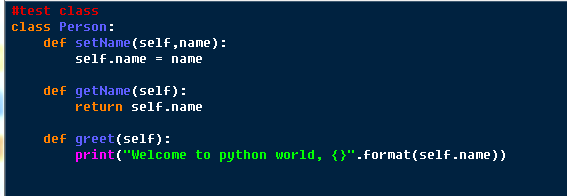 #test class
class Person:
    def setName(self,name):
        self.name = name
    def getName(self):
        return self.name
    def greet(self):
        print("Welcome to python world, {}".format(self.name))